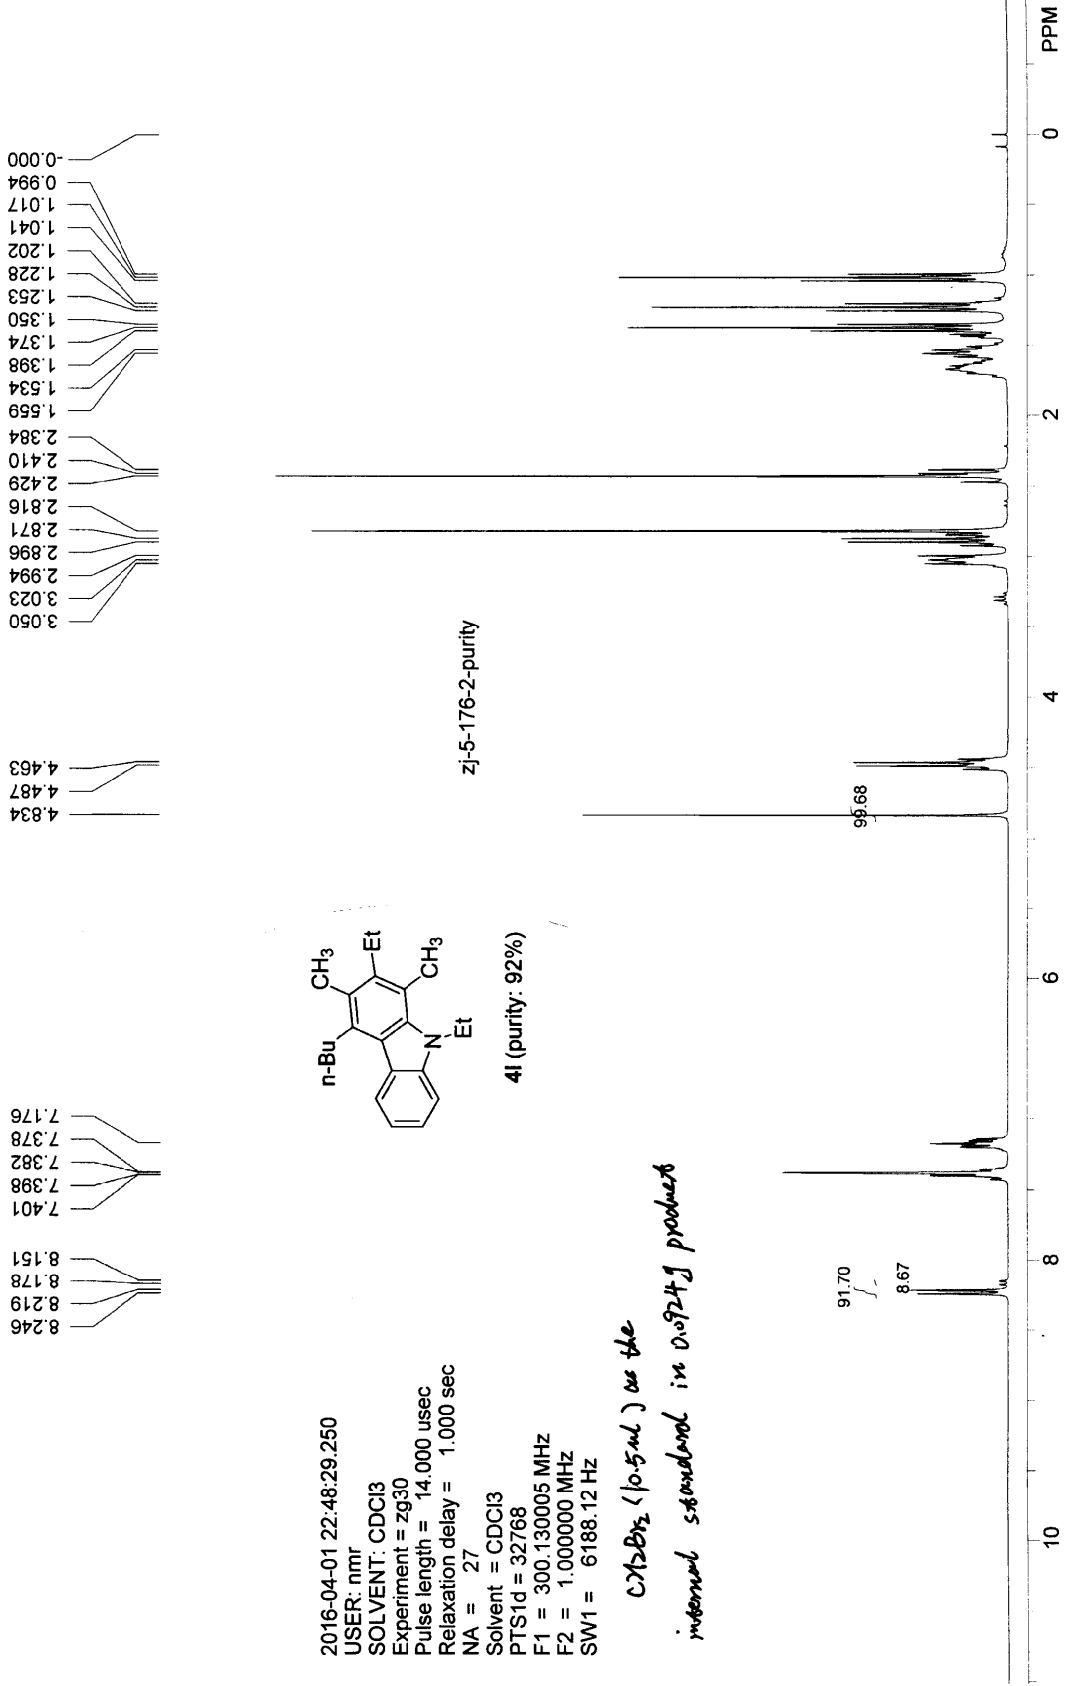 2016-04-01 22:48:29.250
USER: nmr
SOLVENT: CDCl3
Experiment = zg30
Pulse length = 14.000 usec
Relaxation delay = 1.000 sec
NA = 27
Solvent = CDCl3
PTS1d = 32768
F1 = 300.130005 MHz
F2 = 1.000000 MHz
SW1 = 6188.12 Hz
CH2Br2 (10.5ul) as the
internal standard in 0.0924g product
n-Bu
CH3
Et
CH3
N
Et
4l (purity: 92%)
zj-5-176-2-purity
8.246
8.219
8.178
8.151
7.401
7.398
7.382
7.378
7.176
4.834
4.487
4.463
3.050
3.023
2.994
2.896
2.871
2.816
2.429
2.410
2.384
1.559
1.534
1.398
1.374
1.350
1.253
1.228
1.202
1.041
1.017
0.994
-0.000
91.70
8.67
99.68
10
8
6
4
2
0
PPM